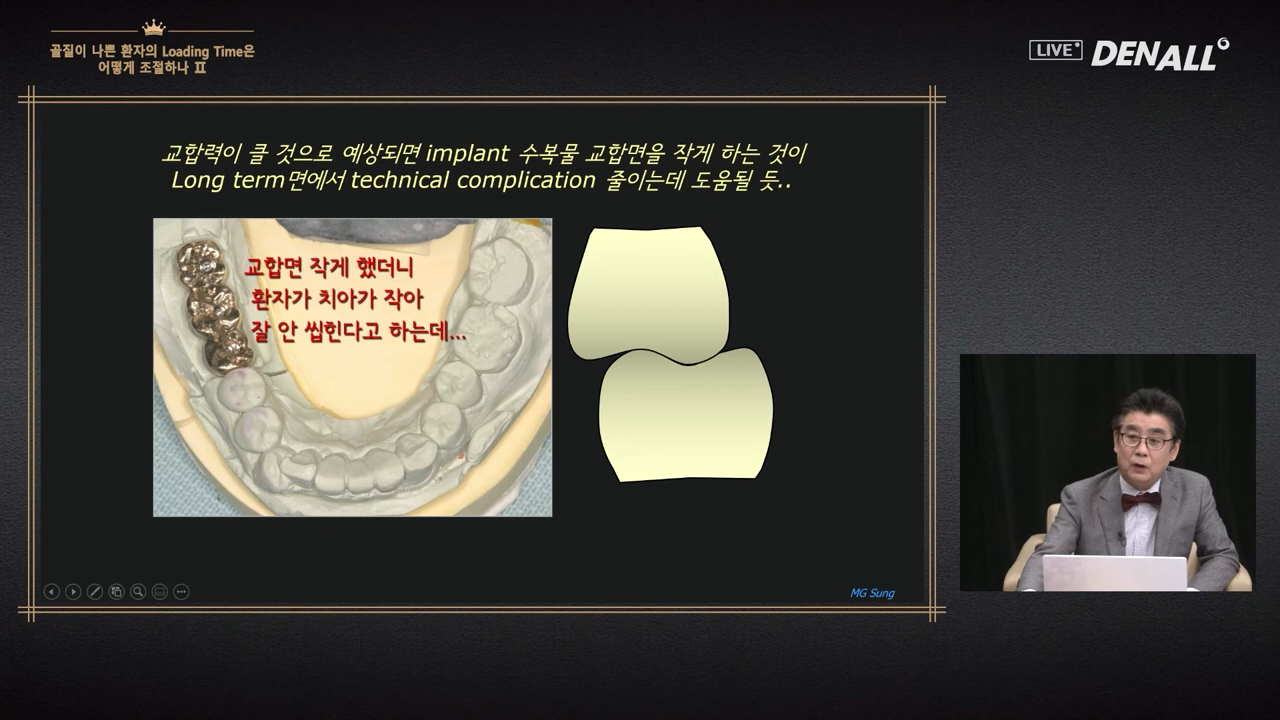 골질이 나쁜 환자의 Loading Time은
어떻게 조절하나 Ⅱ
LIVE
DENALL
교합력이 클 것으로 예상되면 implant 수복물 교합면을 작게 하는 것이
Long term면에서 technical complication 줄이는데 도움될 듯..
교합면 작게 했더니
환자가 치아가 작아
잘 안 씹힌다고 하는데...
MG Sung